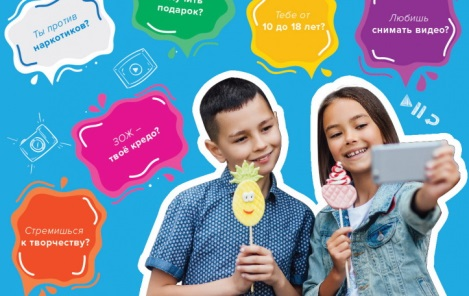 Ты против
наркотиков?
подарок?
Тебе от
10 до 18 лет?
Любишь
снимать видео?
ЗОЖ –
твоё кредо?
Стремишься
к творчеству?